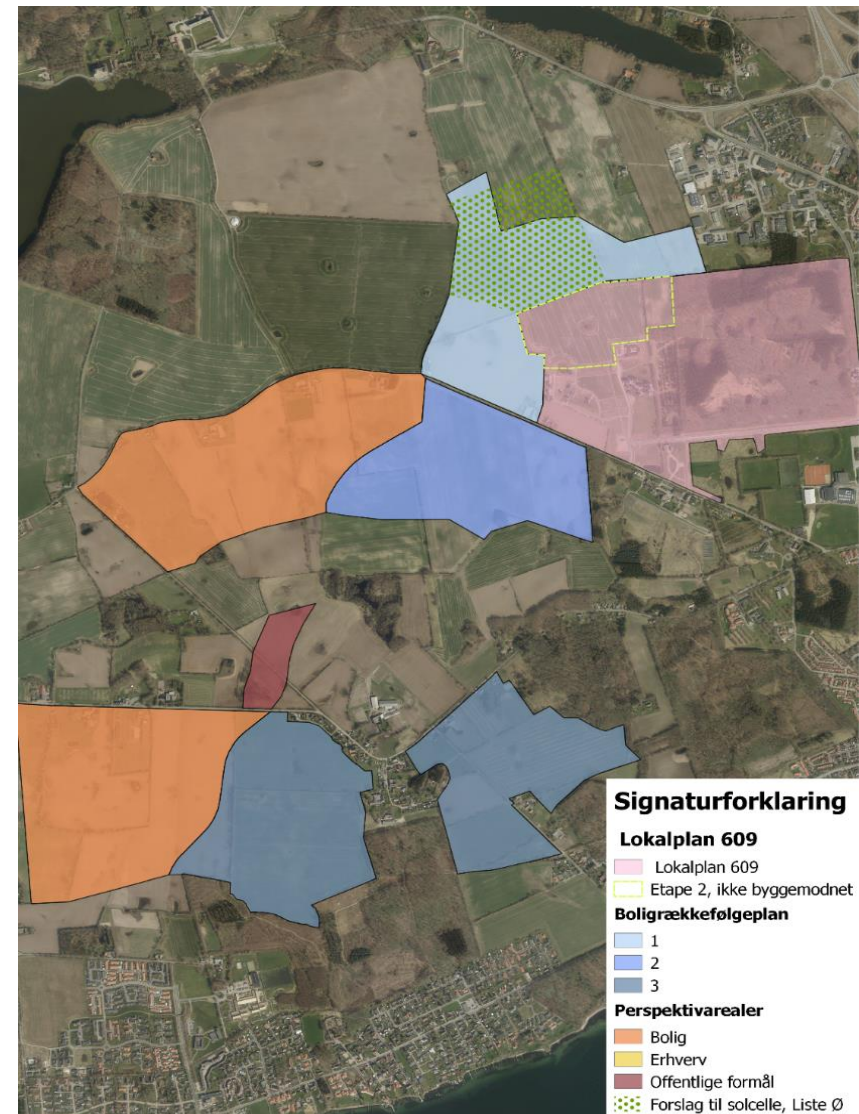 Signaturforklaring
Lokalplan 609
Lokalplan 609
Etape 2, ikke byggemodnet
Boligrækkefølgeplan
1
2
3
Perspektivarealer
Bolig
Erhverv
Offentlige formål
Forslag til solcelle, Liste Ø